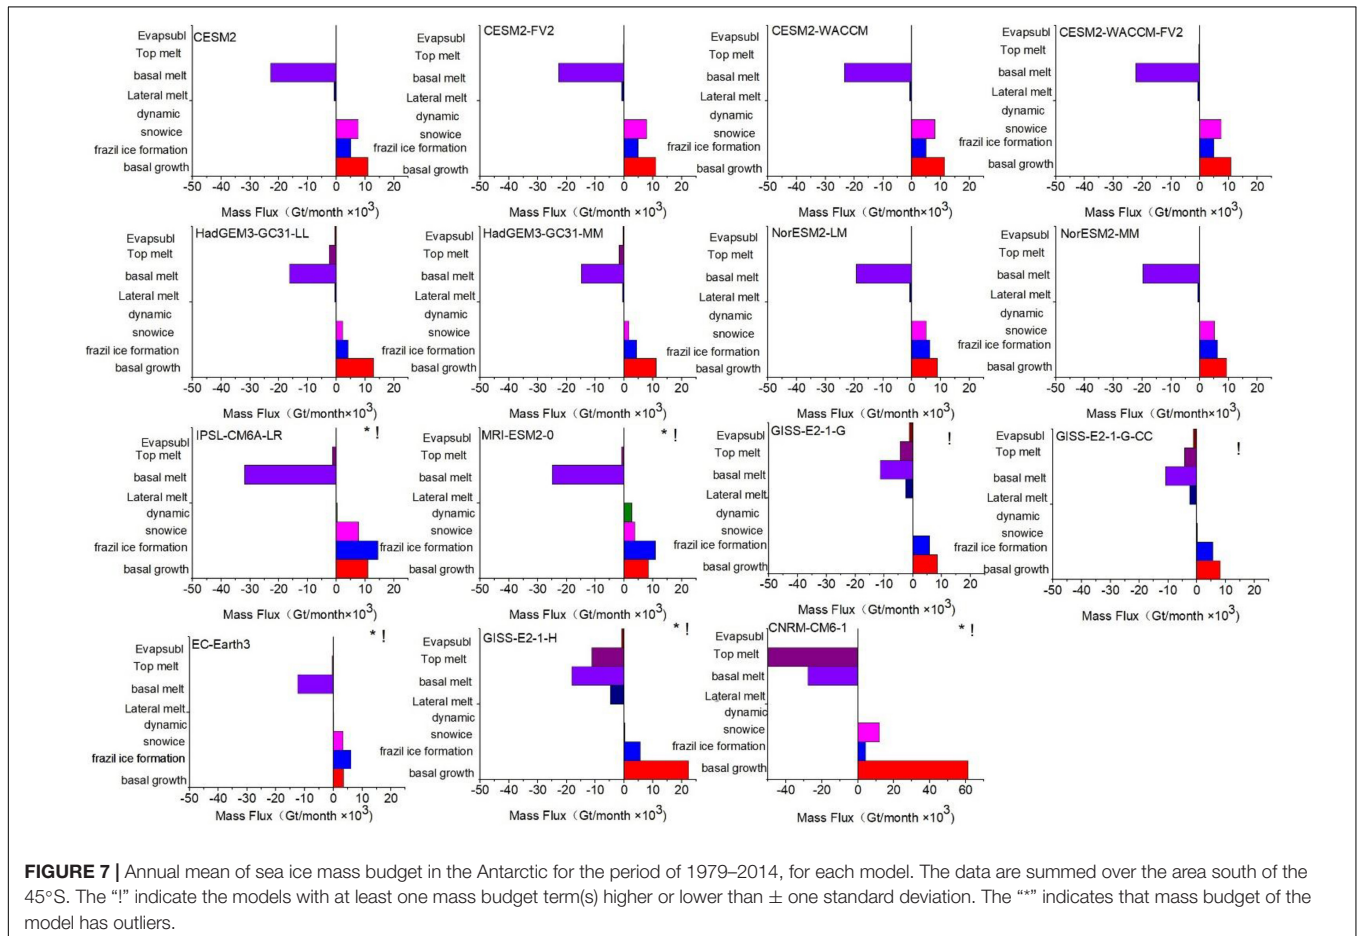 CESM2
Evapsubl
Top melt
basal melt
Lateral melt
dynamic
snowice
frazil ice formation
basal growth
-50 -40 -30 -20 -10 0 10 20
Mass Flux（Gt/month ×10³)
CESM2-FV2
Evapsubl
Top melt
basal melt
Lateral melt
dynamic
snowice
frazil ice formation
basal growth
-50 -40 -30 -20 -10 0 10 20
Mass Flux（Gt/month ×10³)
CESM2-WACCM
Evapsubl
Top melt
basal melt
Lateral melt
dynamic
snowice
frazil ice formation
basal growth
-50 -40 -30 -20 -10 0 10 20
Mass Flux（Gt/month ×10³)
CESM2-WACCM-FV2
Evapsubl
Top melt
basal melt
Lateral melt
dynamic
snowice
frazil ice formation
basal growth
-50 -40 -30 -20 -10 0 10 20
Mass Flux（Gt/month ×10³)
HadGEM3-GC31-LL
Evapsubl
Top melt
basal melt
Lateral melt
dynamic
snowice
frazil ice formation
basal growth
-50 -40 -30 -20 -10 0 10 20
Mass Flux（Gt/month×10³)
HadGEM3-GC31-MM
Evapsubl
Top melt
basal melt
Lateral melt
dynamic
snowice
frazil ice formation
basal growth
-50 -40 -30 -20 -10 0 10 20
Mass Flux（Gt/month×10³)
NorESM2-LM
Evapsubl
Top melt
basal melt
Lateral melt
dynamic
snowice
frazil ice formation
basal growth
-50 -40 -30 -20 -10 0 10 20
Mass Flux（Gt/month×10³)
NorESM2-MM
Evapsubl
Top melt
basal melt
Lateral melt
dynamic
snowice
frazil ice formation
basal growth
-50 -40 -30 -20 -10 0 10 20
Mass Flux（Gt/month×10³)
IPSL-CM6A-LR
* !
Evapsubl
Top melt
basal melt
Lateral melt
dynamic
snowice
frazil ice formation
basal growth
-50 -40 -30 -20 -10 0 10 20
Mass Flux（Gt/month ×10³)
MRI-ESM2-0
* !
Evapsubl
Top melt
basal melt
Lateral melt
dynamic
snowice
frazil ice formation
basal growth
-50 -40 -30 -20 -10 0 10 20
Mass Flux（Gt/month ×10³)
GISS-E2-1-G
!
Evapsubl
Top melt
basal melt
Lateral melt
dynamic
snowice
frazil ice formation
basal growth
-50 -40 -30 -20 -10 0 10 20
Mass Flux（Gt/month ×10³)
GISS-E2-1-G-CC
!
Evapsubl
Top melt
basal melt
Lateral melt
dynamic
snowice
frazil ice formation
basal growth
-50 -40 -30 -20 -10 0 10 20
Mass Flux（Gt/month ×10³)
EC-Earth3
* !
Evapsubl
Top melt
basal melt
Lateral melt
dynamic
snowice
frazil ice formation
basal growth
-50 -40 -30 -20 -10 0 10 20
Mass Flux（Gt/month ×10³)
GISS-E2-1-H
* !
Evapsubl
Top melt
basal melt
Lateral melt
dynamic
snowice
frazil ice formation
basal growth
-50 -40 -30 -20 -10 0 10 20
Mass Flux（Gt/month ×10³)
CNRM-CM6-1
* !
Evapsubl
Top melt
basal melt
Lateral melt
dynamic
snowice
frazil ice formation
basal growth
-40 -20 0 20 40 60
Mass Flux（Gt/month ×10³)
FIGURE 7 | Annual mean of sea ice mass budget in the Antarctic for the period of 1979–2014, for each model. The data are summed over the area south of the
45°S. The “!” indicate the models with at least one mass budget term(s) higher or lower than ± one standard deviation. The “*” indicates that mass budget of the
model has outliers.